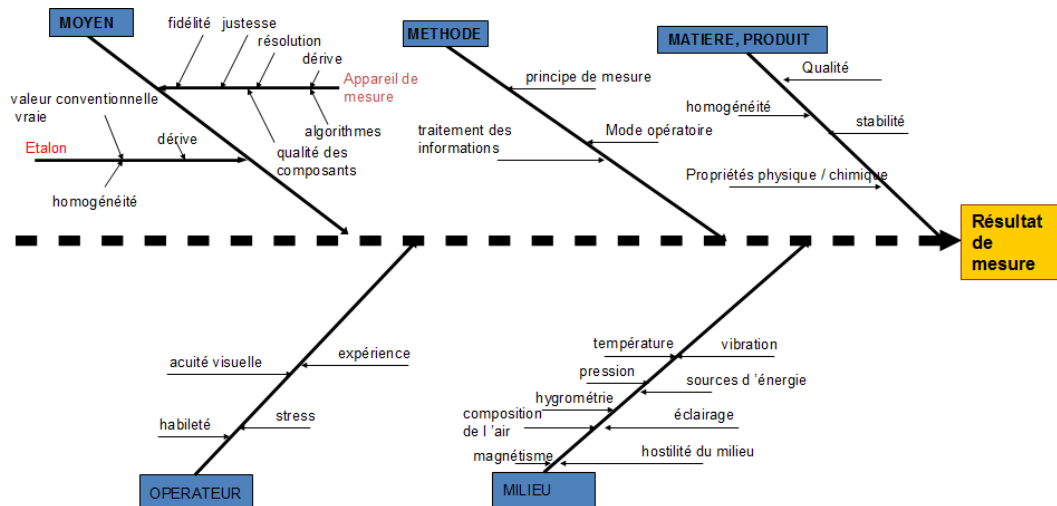 MOYEN
fidélité
justesse
résolution
dérive
Appareil de
mesure
valeur conventionnelle
vraie
algorithmes
Etalon
dérive
qualité des
composants
homogénéité
METHODE
principe de mesure
traitement des
informations
Mode opératoire
MATIERE, PRODUIT
Qualité
homogénéité
stabilité
Propriétés physique / chimique
Résultat
de
mesure
acuité visuelle
expérience
habileté
stress
OPERATEUR
température
vibration
pression
sources d 'énergie
hygrométrie
composition
de l 'air
éclairage
magnétisme
hostilité du milieu
MILIEU